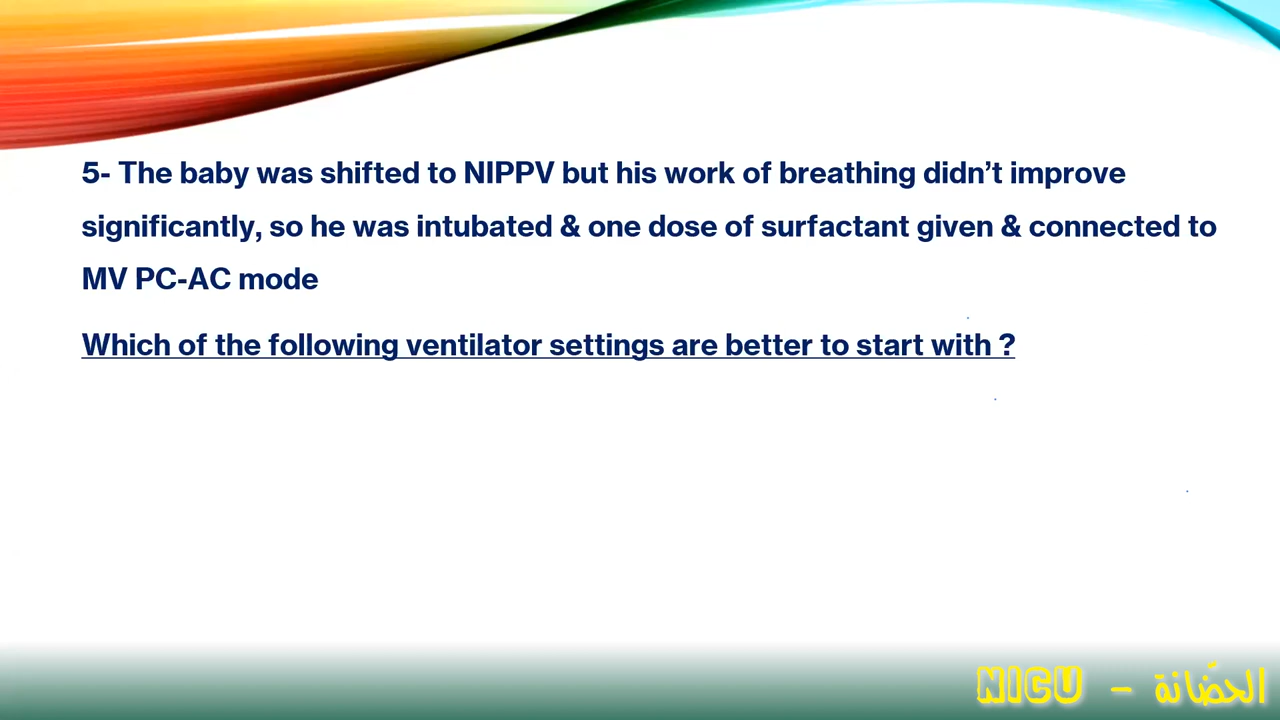 5- The baby was shifted to NIPPV but his work of breathing didn’t improve
significantly, so he was intubated & one dose of surfactant given & connected to
MV PC-AC mode
Which of the following ventilator settings are better to start with ?
NICU - الحضّانة